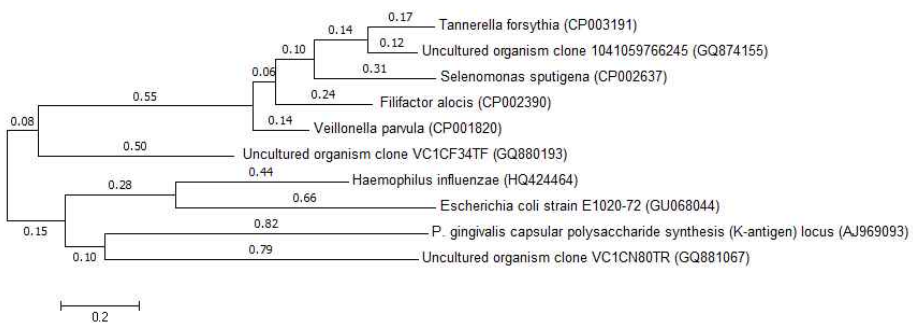 0.17
Tannerella forsythia (CP003191)
0.14
0.12
Uncultured organism clone 1041059766245 (GQ874155)
0.10
0.31
Selenomonas sputigena (CP002637)
0.06
0.24
Filifactor alocis (CP002390)
0.55
0.14
Veillonella parvula (CP001820)
0.08
0.50
Uncultured organism clone VC1CF34TF (GQ880193)
0.44
Haemophilus influenzae (HQ424464)
0.28
0.66
Escherichia coli strain E1020-72 (GU068044)
0.15
0.82
P. gingivalis capsular polysaccharide synthesis (K-antigen) locus (AJ969093)
0.10
0.79
Uncultured organism clone VC1CN80TR (GQ881067)
0.2